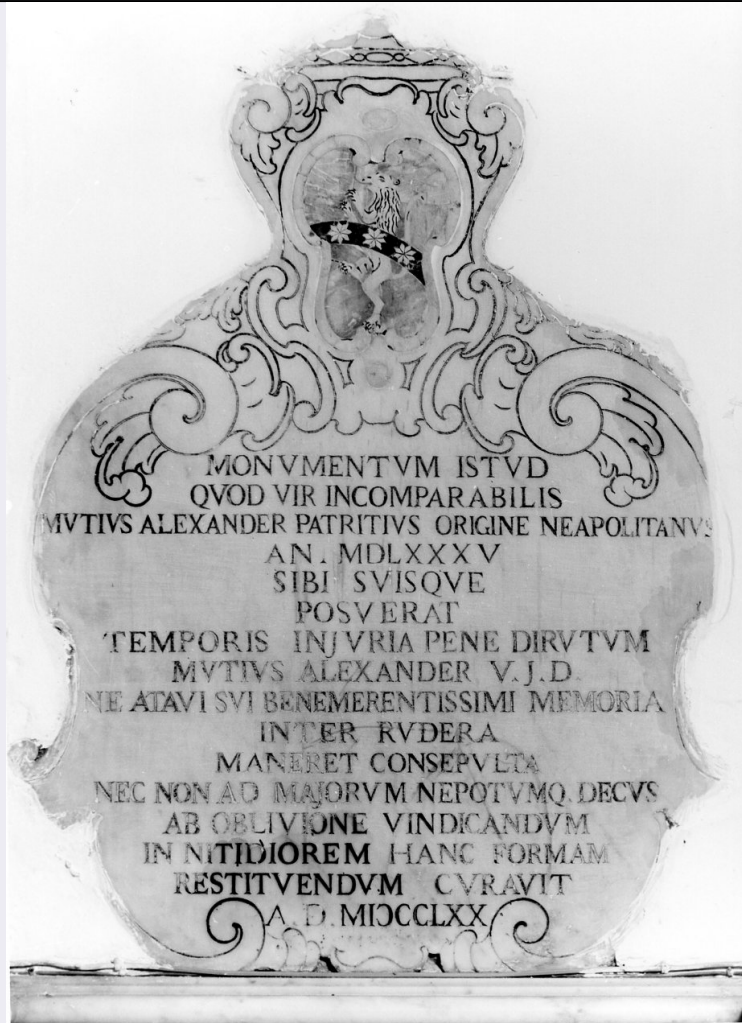 MONVMENTVM ISTVD
QVOD VIR INCOMPARABILIS
MVTIVS ALEXANDER PATRITIVS ORIGINE NEAPOLITANVS
AN. MDLXXXV
SIBI SVISQVE
POSVERAT
TEMPORIS INJVRIA PENE DIRVTVM
MVTIVS ALEXANDER V.J.D.
NE ATAVI SVI BENEMERENTISSIMI MEMORIA
INTER RVDERA
MANERET CONSEPVLTA
NEC NON AD MAJORVM NEPOTVMQ. DECVS
AB OBLIVIONE VINDICANDVM
IN NITIDIOREM HANC FORMAM
RESTITVENDVM CVRAVIT
A. D. MIƆCCLXX